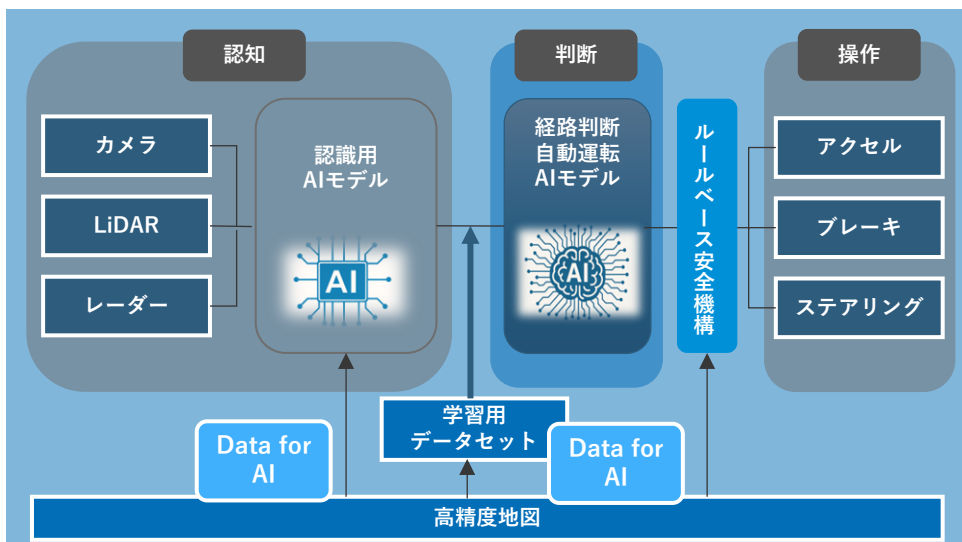 認知
判断
操作
カメラ
LiDAR
レーダー
認識用
AIモデル
AI
経路判断
自動運転
AIモデル
AI
ルールベース安全機構
アクセル
ブレーキ
ステアリング
学習用
データセット
Data for
AI
Data for
AI
高精度地図